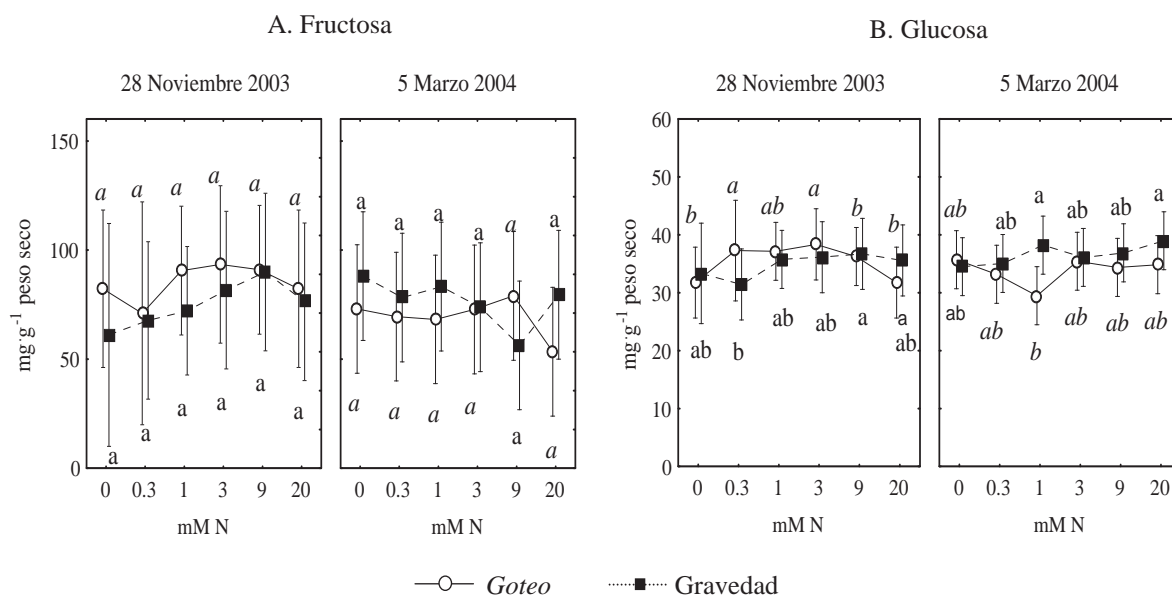 A. Fructosa
B. Glucosa
28 Noviembre 2003
5 Marzo 2004
28 Noviembre 2003
5 Marzo 2004
mg·g-1 peso seco
150
100
50
0
a a a a a a
a a a a a a
a a a a a a
a a a a a a
0 0.3 1 3 9 20
0 0.3 1 3 9 20
mM N
mM N
mg·g-1 peso seco
60
50
40
30
20
10
0
b a ab a b b
ab b ab ab a a
ab
ab ab a ab ab a
ab ab b ab ab ab
0 0.3 1 3 9 20
0 0.3 1 3 9 20
mM N
mM N
Goteo
Gravedad